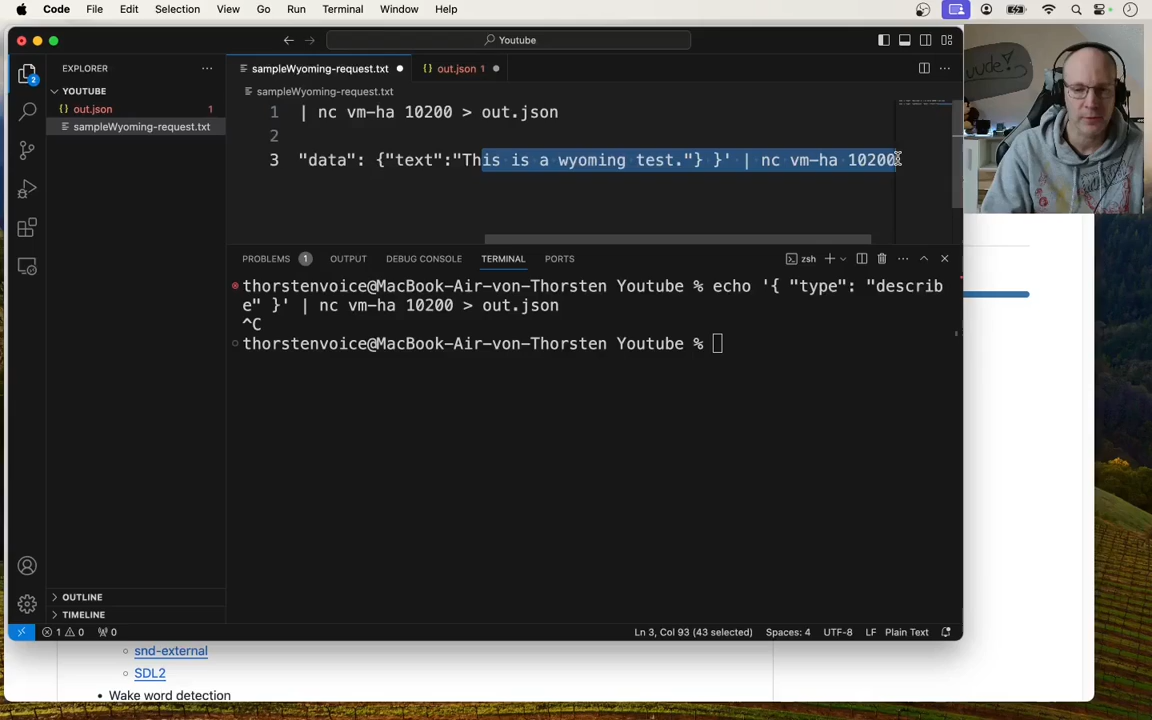 Code File Edit Selection View Go Run Terminal Window Help
Youtube
EXPLORER
sampleWyoming-request.txt
out.json 1
YOUTUBE
sampleWyoming-request.txt
out.json 1
sampleWyoming-request.txt
2
1 | nc vm-ha 10200 > out.json
2
3 "data": {"text":"This is a wyoming test."} }' | nc vm-ha 10200
PROBLEMS 1 OUTPUT DEBUG CONSOLE TERMINAL PORTS
zsh
thorstenvoice@MacBook-Air-von-Thorsten Youtube % echo '{ "type": "describ
e" }' | nc vm-ha 10200 > out.json
^C
thorstenvoice@MacBook-Air-von-Thorsten Youtube %
OUTLINE
TIMELINE
1 0 0
Ln 3, Col 93 (43 selected) Spaces: 4 UTF-8 LF Plain Text
snd-external
SDL2
Wake word detection